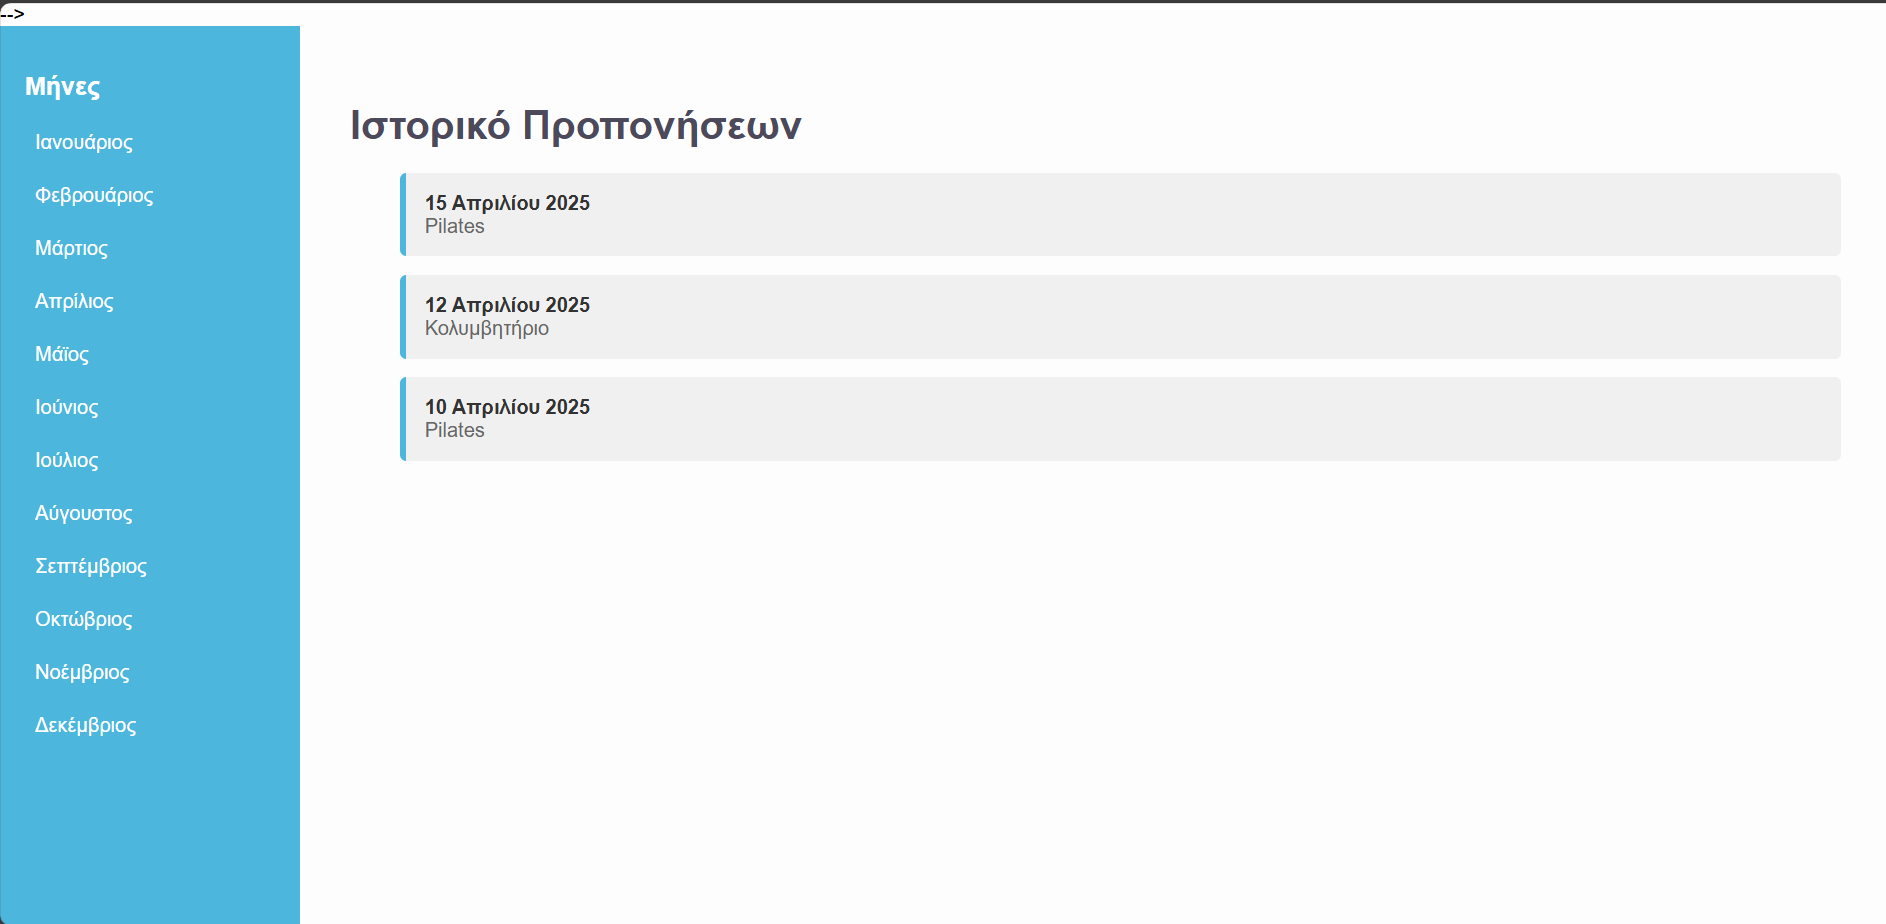 -->
Μήνες
Ιανουάριος
Φεβρουάριος
Μάρτιος
Απρίλιος
Μάϊος
Ιούνιος
Ιούλιος
Αύγουστος
Σεπτέμβριος
Οκτώβριος
Νοέμβριος
Δεκέμβριος
Ιστορικό Προπονήσεων
15 Απριλίου 2025
Pilates
12 Απριλίου 2025
Κολυμβητήριο
10 Απριλίου 2025
Pilates